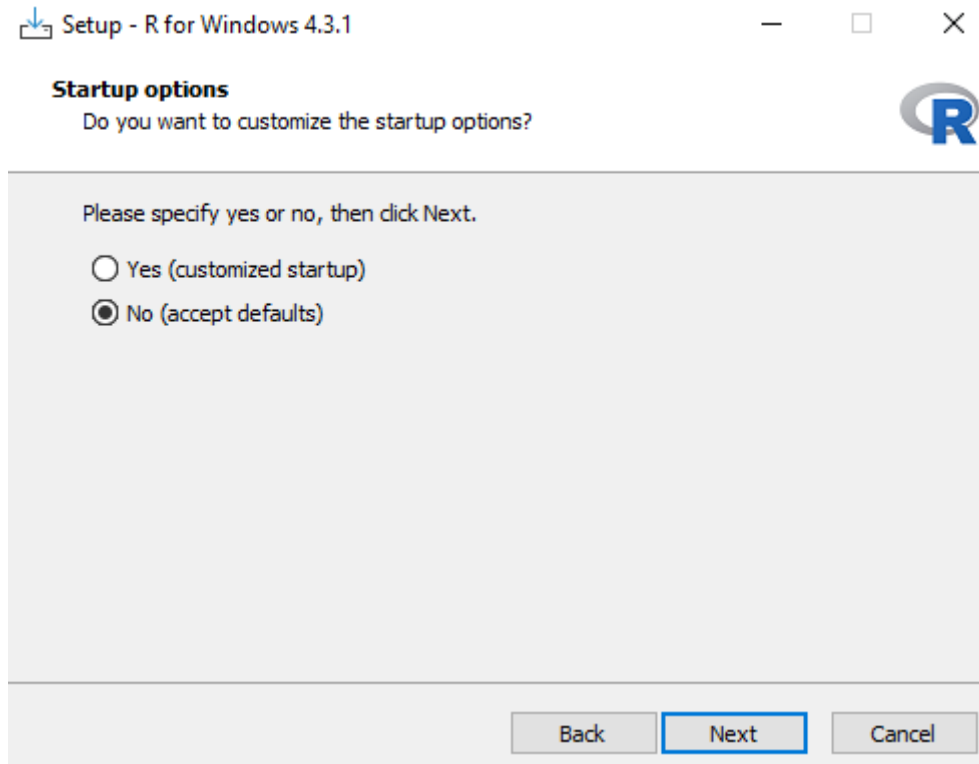 Setup - R for Windows 4.3.1
Startup options
Do you want to customize the startup options?
R
Please specify yes or no, then click Next.
Yes (customized startup)
No (accept defaults)
Back Next Cancel